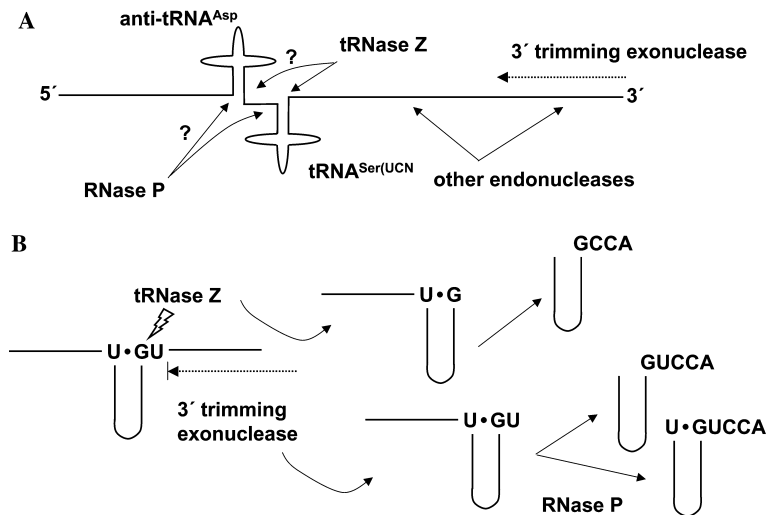 A
anti-tRNAAsp
?
tRNase Z
3´ trimming exonuclease
5´
3´
?
RNase P
tRNASer(UCN
other endonucleases
B
GCCA
tRNase Z
U•G
U•GU
GUCCA
3´ trimming
exonuclease
U•GU
U•GUCCA
RNase P